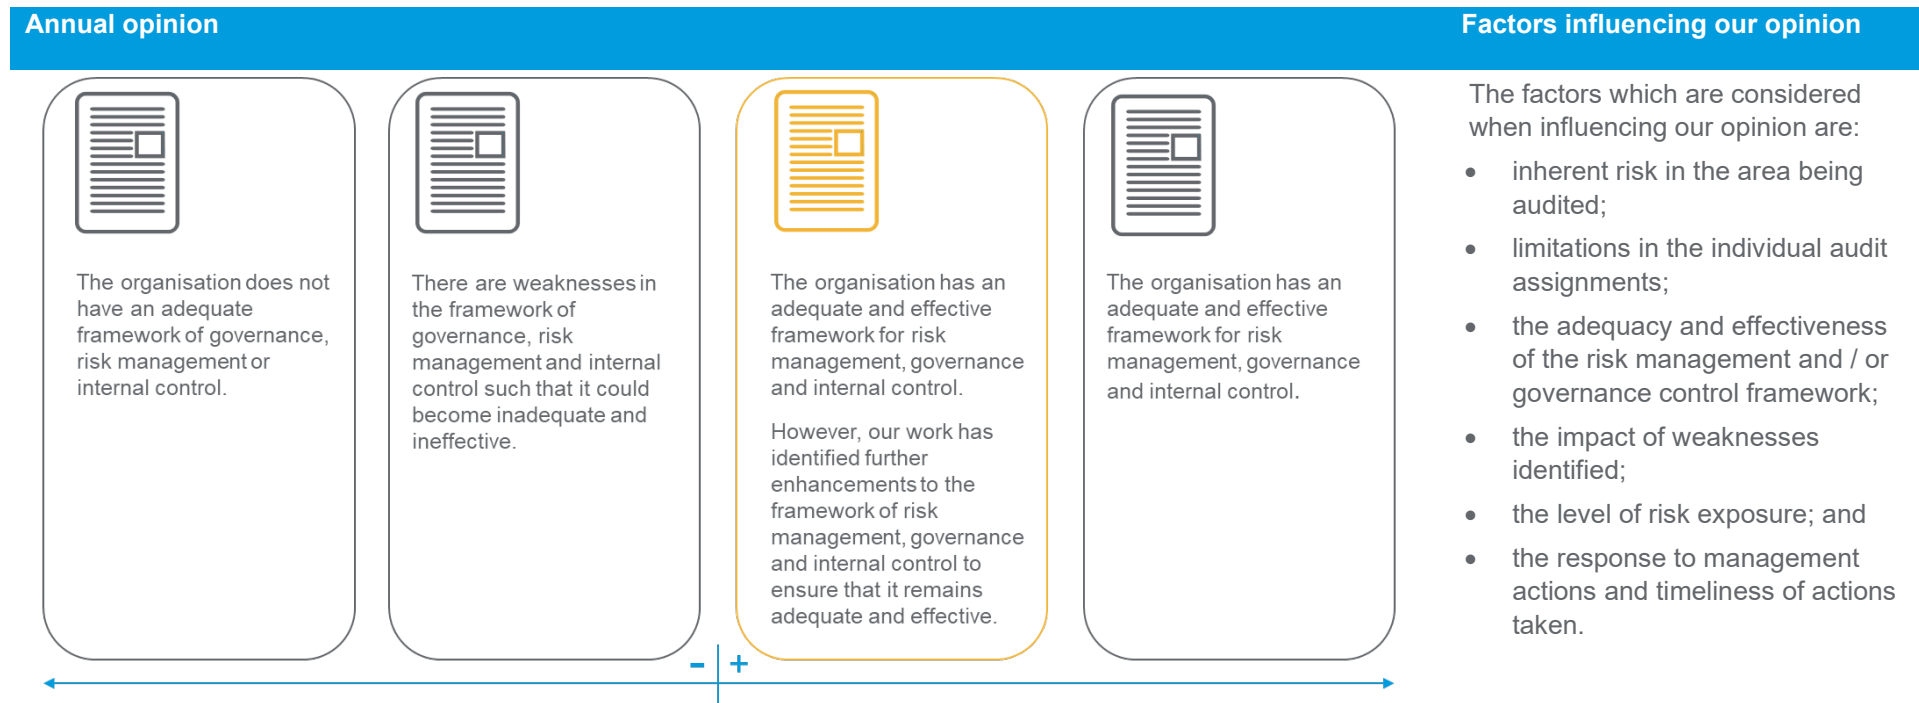 Annual opinion
Factors influencing our opinion
The organisation does not
have an adequate
framework of governance,
risk management or
internal control.
There are weaknesses in
the framework of
governance, risk
management and internal
control such that it could
become inadequate and
ineffective.
The organisation has an
adequate and effective
framework for risk
management, governance
and internal control.
However, our work has
identified further
enhancements to the
framework of risk
management, governance
and internal control to
ensure that it remains
adequate and effective.
The organisation has an
adequate and effective
framework for risk
management, governance
and internal control.
- +
The factors which are considered
when influencing our opinion are:
• inherent risk in the area being
audited;
• limitations in the individual audit
assignments;
• the adequacy and effectiveness
of the risk management and / or
governance control framework;
• the impact of weaknesses
identified;
• the level of risk exposure; and
• the response to management
actions and timeliness of actions
taken.